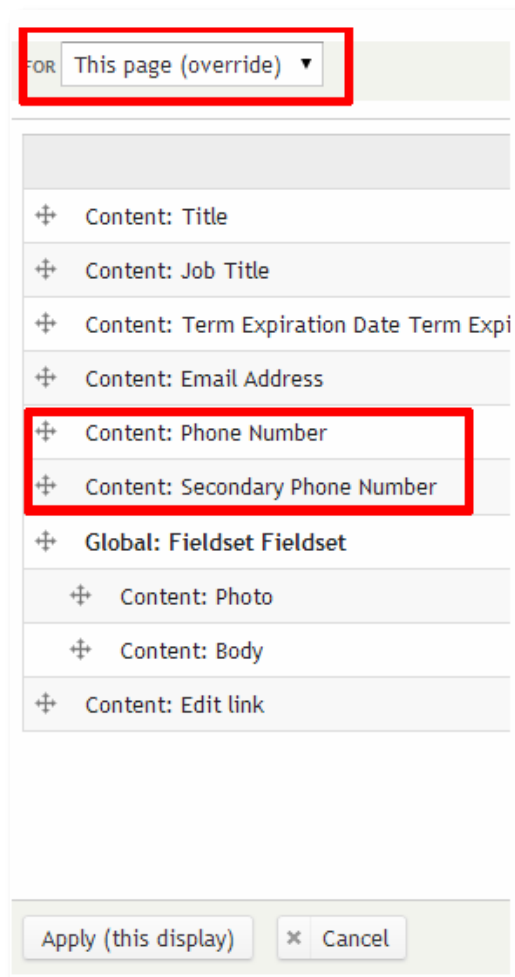 FOR This page (override)
Content: Title
Content: Job Title
Content: Term Expiration Date Term Expi
Content: Email Address
Content: Phone Number
Content: Secondary Phone Number
Global: Fieldset Fieldset
Content: Photo
Content: Body
Content: Edit link
Apply (this display) Cancel